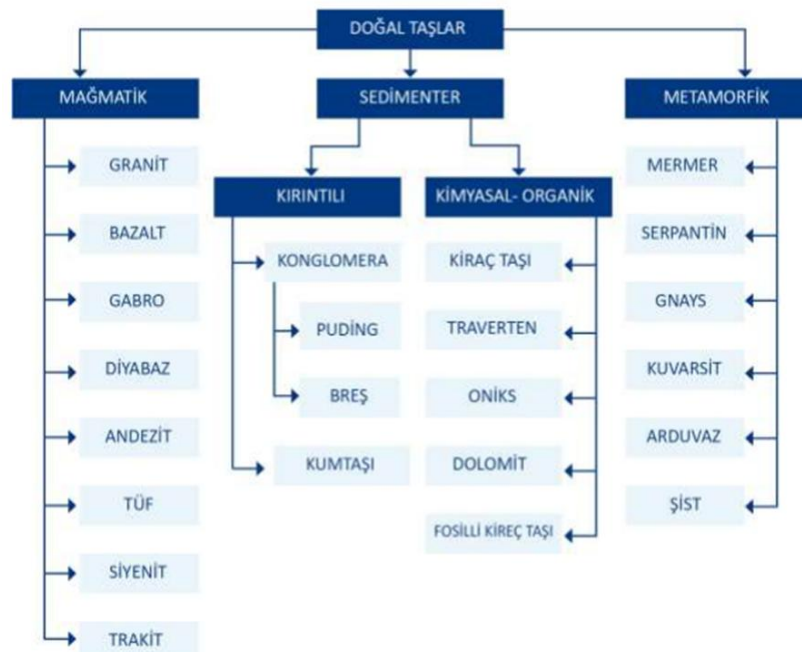 DOĞAL TAŞLAR
MAĞMATİK
GRANİT
BAZALT
GABRO
DİYABAZ
ANDEZİT
TÜF
SİYENİT
TRAKİT
SEDİMENTER
KIRINTILI
KONGLOMERA
PUDİNG
BREŞ
KUMTAŞI
KİMYASAL- ORGANİK
KİRAÇ TAŞI
TRAVERTEN
ONİKS
DOLOMİT
FOSİLLİ KİREÇ TAŞI
METAMORFİK
MERMER
SERPANTİN
GNAYS
KUVARSİT
ARDUVAZ
ŞİST